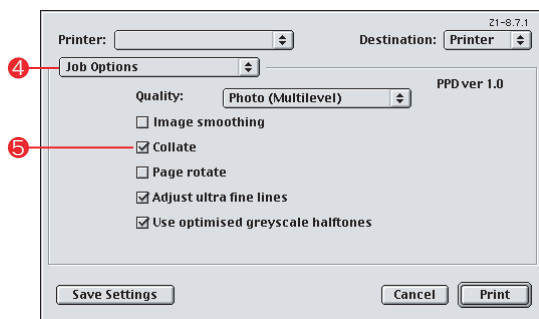 Z1-8.7.1
Printer: Destination: Printer
4 Job Options
PPD ver 1.0
Quality: Photo (Multilevel)
Image smoothing
5 Collate
Page rotate
Adjust ultra fine lines
Use optimised greyscale halftones
Save Settings Cancel Print